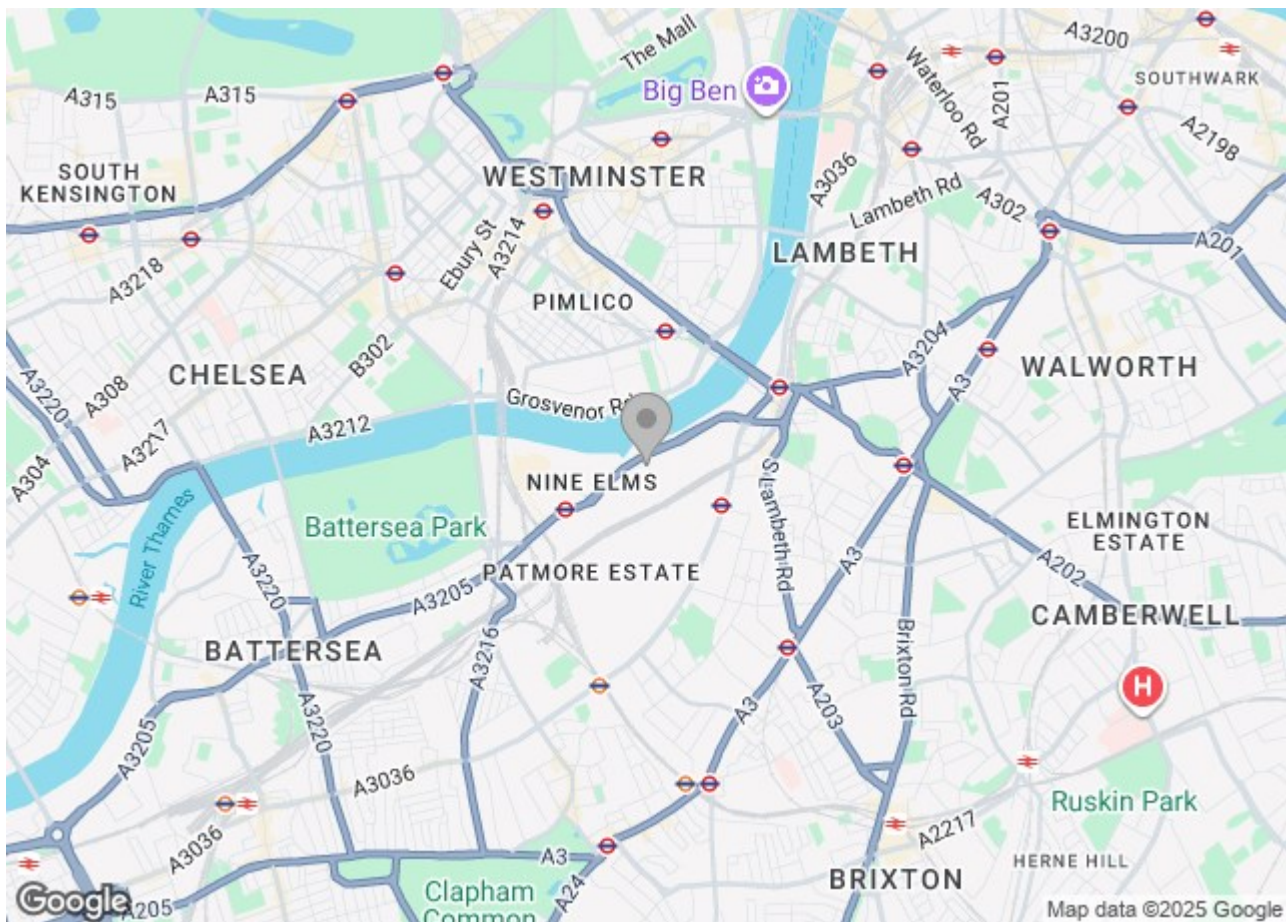 The Mall
A3200
Big Ben
Waterloo Rd
A201
SOUTHWARK
A315
A315
A2198
SOUTH
KENSINGTON
WESTMINSTER
A3036
Lambeth Rd
A302
A201
Ebury St
A3214
LAMBETH
A3218
PIMLICO
B302
A3204
CHELSEA
WALWORTH
A3220
A308
A3
Grosvenor Rd
A3212
A3217
A304
NINE ELMS
S Lambeth Rd
Battersea Park
ELMINGTON
ESTATE
River Thames
A3220
PATMORE ESTATE
A3
A202
A3205
CAMBERWELL
BATTERSEA
A3216
Brixton Rd
H
A3220
A3
A203
A3205
A3036
Ruskin Park
A3036
A2217
A3
HERNE HILL
A24
BRIXTON
Clapham
Common
A205
Google
Map data ©2025 Google